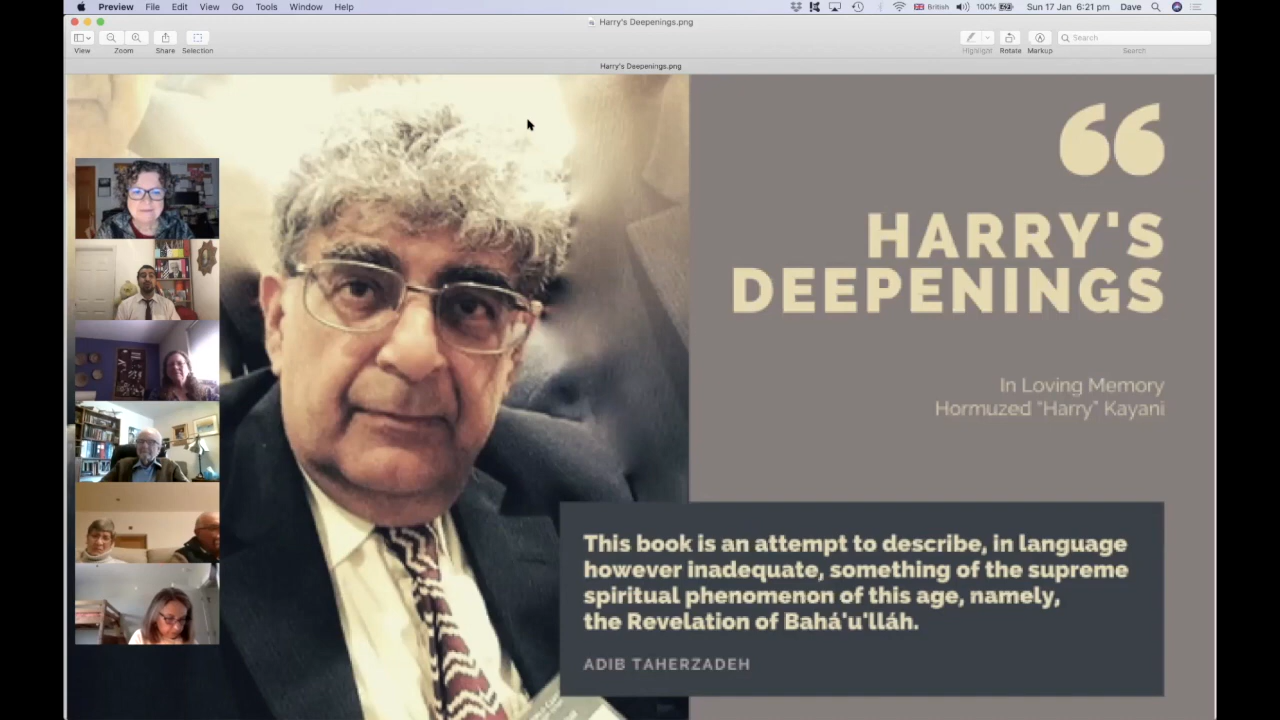 Preview File Edit View Go Tools Window Help
British 100% Sun 17 Jan 6:21 pm Dave
Harry's Deepenings.png
View Zoom Share Selection
Search
Highlight Rotate Markup Search
Harry's Deepenings.png
“
HARRY'S
DEEPENINGS
In Loving Memory
Hormuzed "Harry" Kayani
This book is an attempt to describe, in language
however inadequate, something of the supreme
spiritual phenomenon of this age, namely,
the Revelation of Bahá'u'lláh.
ADIB TAHERZADEH